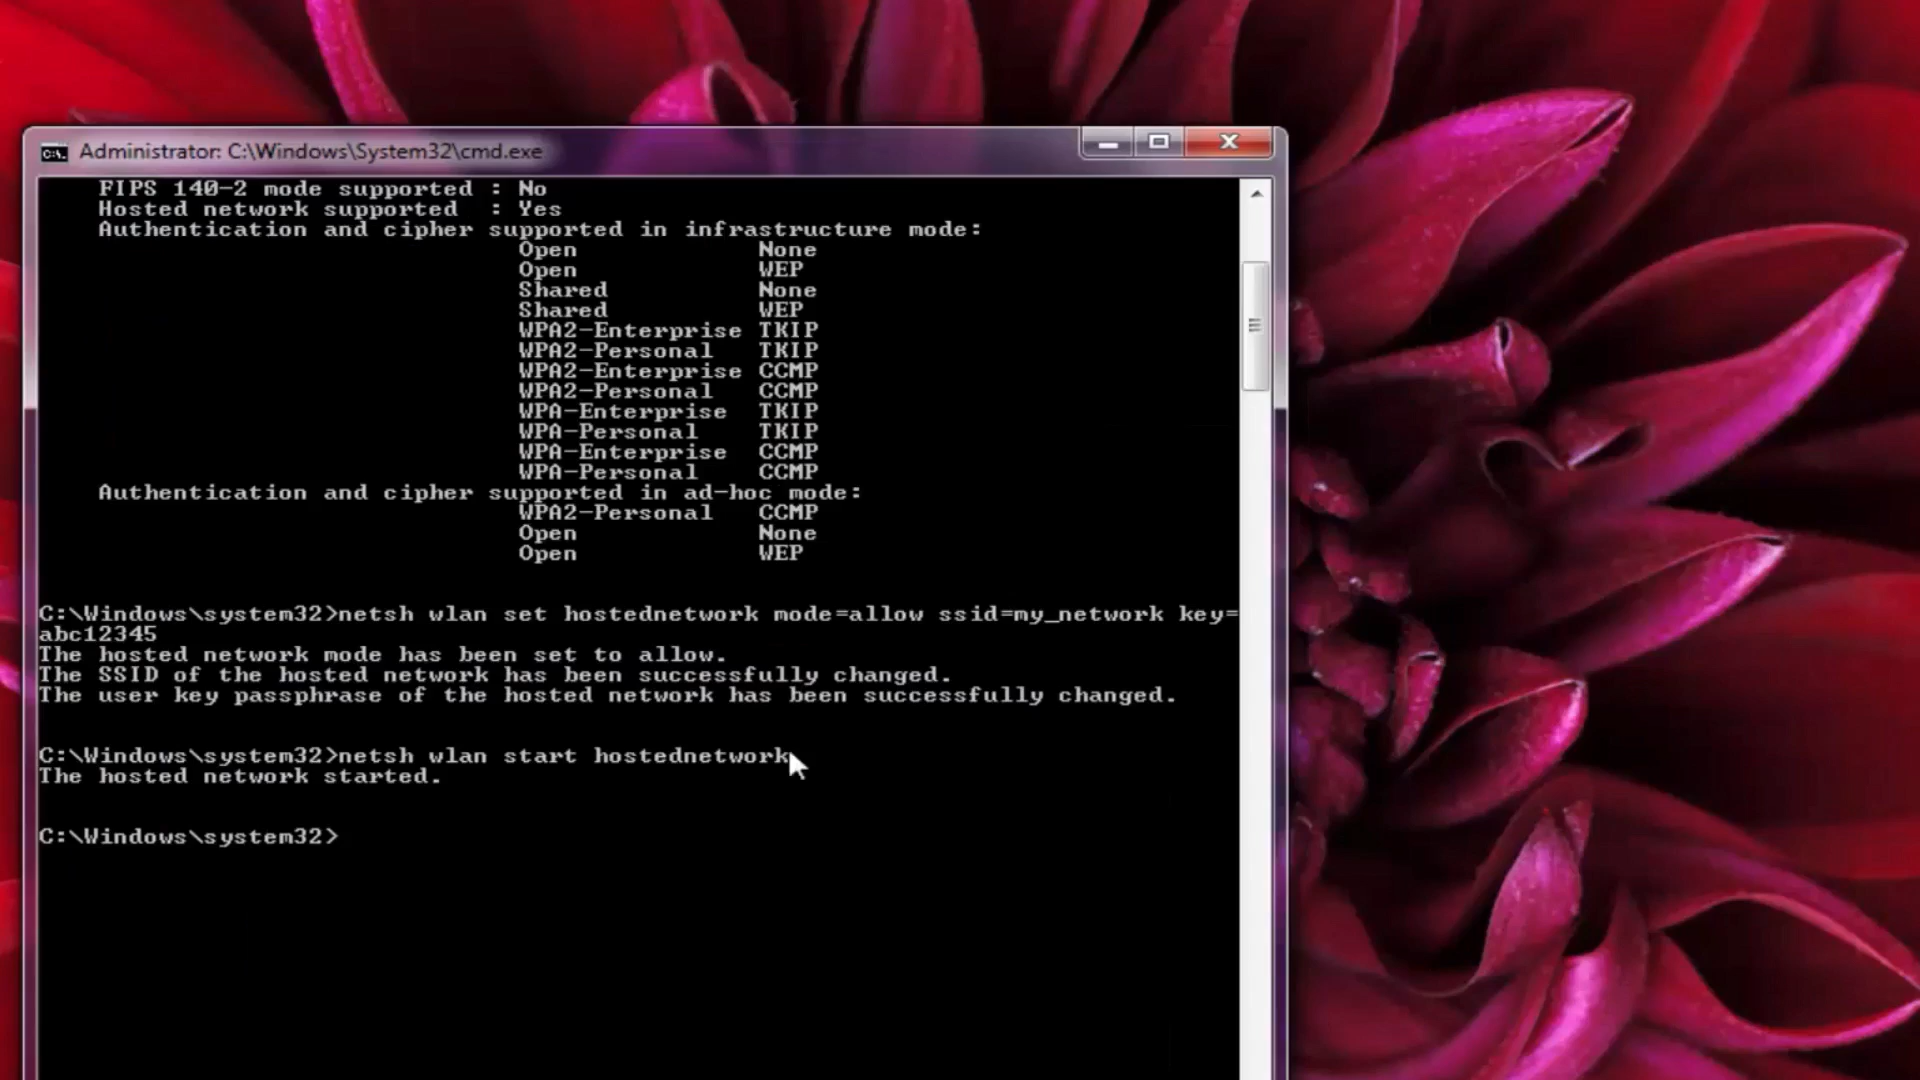 Administrator: C:\Windows\System32\cmd.exe
FIPS 140-2 mode supported : No
Hosted network supported : Yes
Authentication and cipher supported in infrastructure mode:
Open None
Open WEP
Shared None
Shared WEP
WPA2-Enterprise TKIP
WPA2-Personal TKIP
WPA2-Enterprise CCMP
WPA2-Personal CCMP
WPA-Enterprise TKIP
WPA-Personal TKIP
WPA-Enterprise CCMP
WPA-Personal CCMP
Authentication and cipher supported in ad-hoc mode:
WPA2-Personal CCMP
Open None
Open WEP
C:\Windows\system32>netsh wlan set hostednetwork mode=allow ssid=my_network key=
abc12345
The hosted network mode has been set to allow.
The SSID of the hosted network has been successfully changed.
The user key passphrase of the hosted network has been successfully changed.
C:\Windows\system32>netsh wlan start hostednetwork
The hosted network started.
C:\Windows\system32>